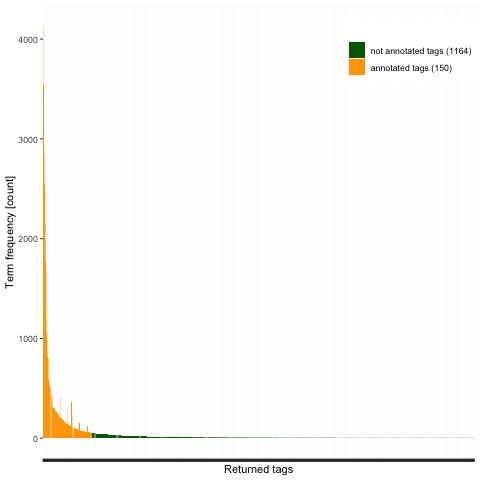 4000
3000
2000
1000
0
Term frequency [count]
not annotated tags (1164)
annotated tags (150)
Returned tags